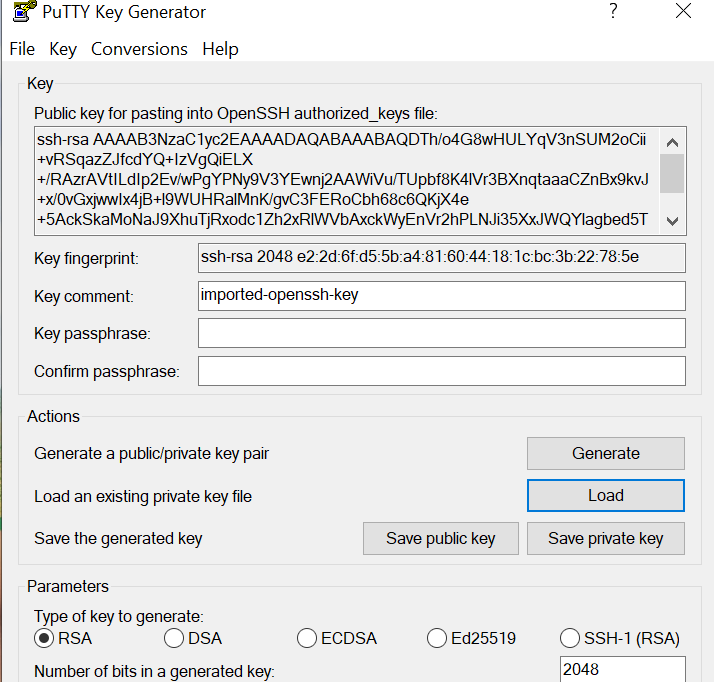 PuTTY Key Generator
?
File Key Conversions Help
Key
Public key for pasting into OpenSSH authorized_keys file:
ssh-rsa AAAAB3NzaC1yc2EAAAADAQABAAABAQDTh/o4G8wHULYqV3nSUM2oCii
+vRSqazZJfcdYQ+IzVgQiELX
+/RAzrAVtILdIp2Ev/wPgYPNy9V3YEwnj2AAWiVu/TUpbf8K4lVr3BXnqtaaaCZnBx9kvJ
+x/0vGxjwwIx4jB+l9WUHRalMnK/gvC3FERoCbh68c6QKjX4e
+5AckSkaMoNaJ9XhuTjRxodc1Zh2xRlWVbAxckWyEnVr2hPLNJi35XxJWQYlagbed5T
Key fingerprint: ssh-rsa 2048 e2:2d:6f:d5:5b:a4:81:60:44:18:1c:bc:3b:22:78:5e
Key comment: imported-openssh-key
Key passphrase:
Confirm passphrase:
Actions
Generate a public/private key pair Generate
Load an existing private key file Load
Save the generated key Save public key Save private key
Parameters
Type of key to generate:
RSA DSA ECDSA Ed25519 SSH-1 (RSA)
Number of bits in a generated key: 2048